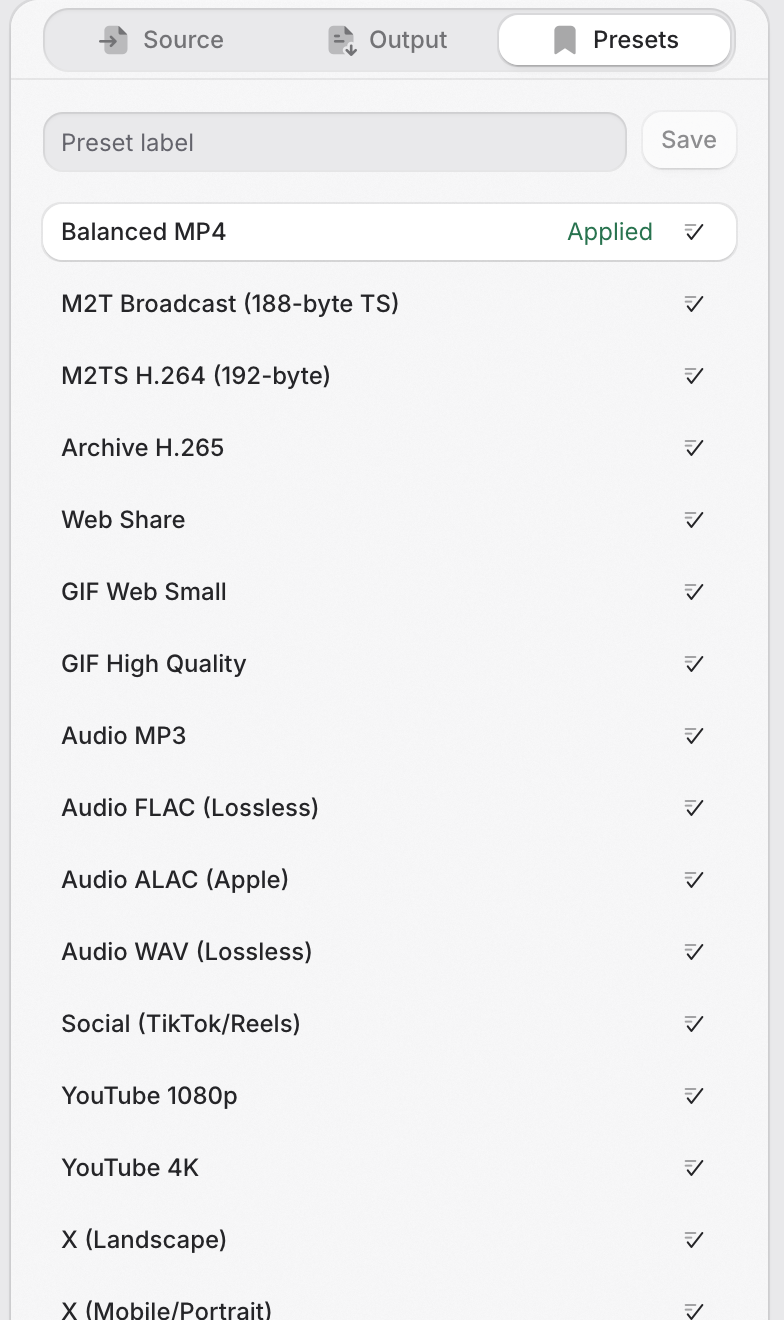 Source
Output
Presets
Preset label
Save
Balanced MP4
Applied
M2T Broadcast (188-byte TS)
M2TS H.264 (192-byte)
Archive H.265
Web Share
GIF Web Small
GIF High Quality
Audio MP3
Audio FLAC (Lossless)
Audio ALAC (Apple)
Audio WAV (Lossless)
Social (TikTok/Reels)
YouTube 1080p
YouTube 4K
X (Landscape)
X (Mobile/Portrait)